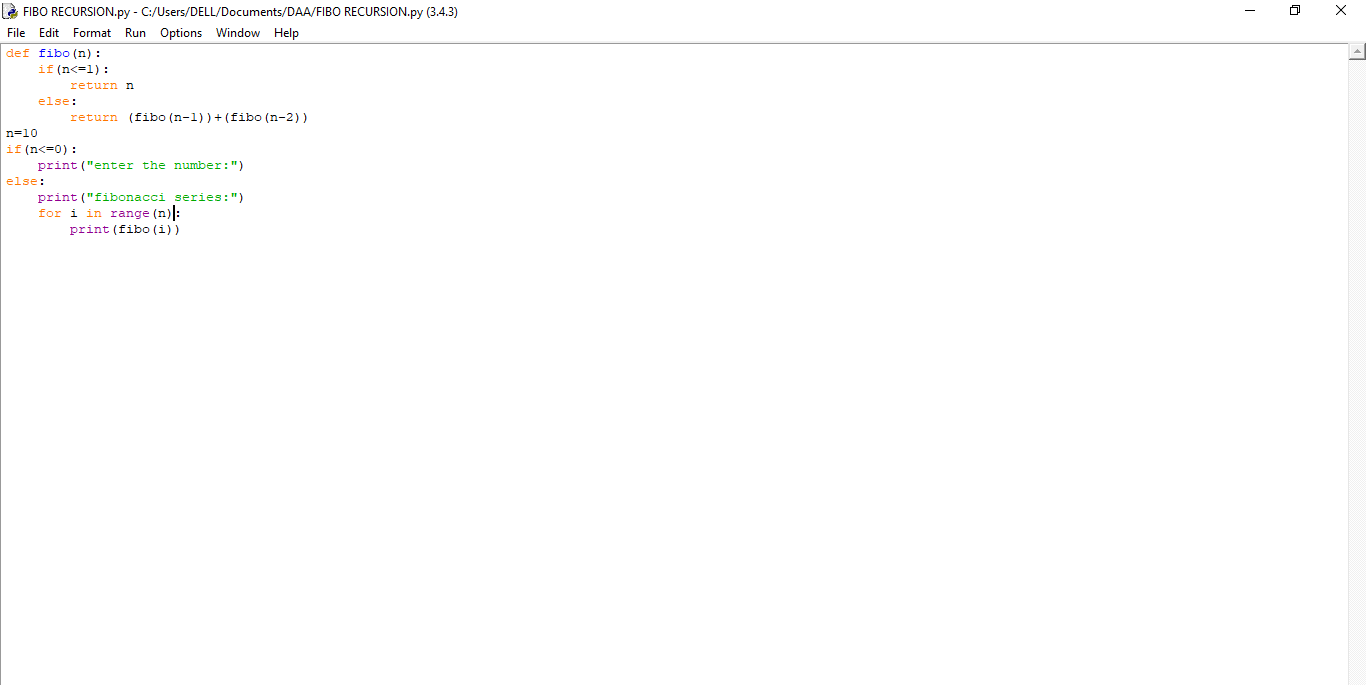 FIBO RECURSION.py - C:/Users/DELL/Documents/DAA/FIBO RECURSION.py (3.4.3)
File Edit Format Run Options Window Help
def fibo(n):
    if(n<=1):
        return n
    else:
        return (fibo(n-1))+(fibo(n-2))
n=10
if(n<=0):
    print("enter the number:")
else:
    print("fibonacci series:")
    for i in range(n):
        print(fibo(i))